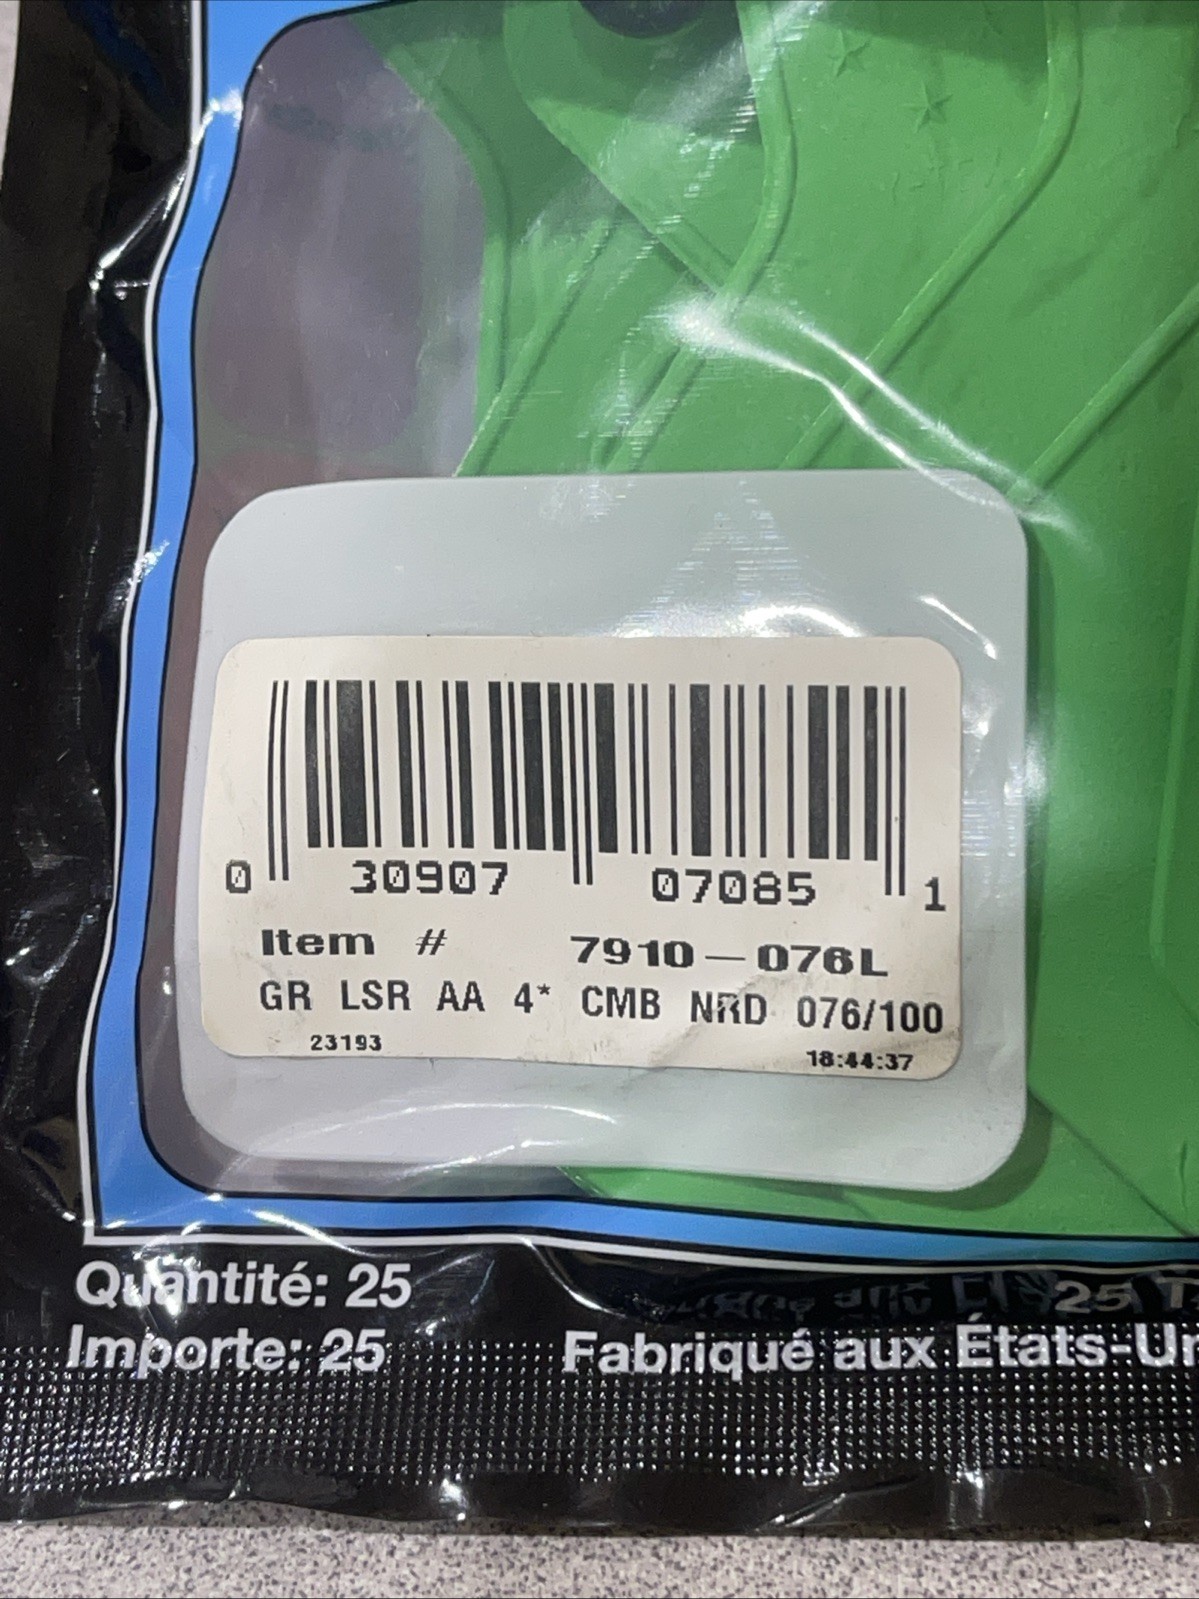 0 30907 07085 1
Item # 7910-076L
GR LSR AA 4* CMB NRD 076/100
23193 18:44:37
25
Quantité: 25
Importe: 25 Fabriqué aux États-